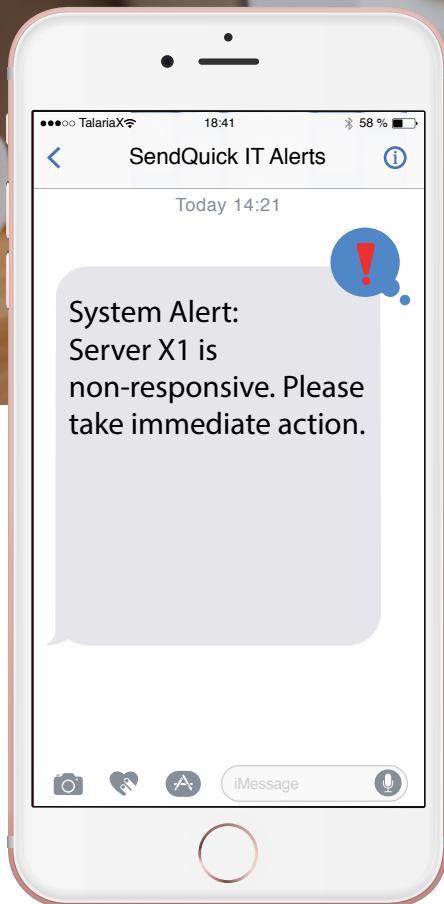 TalariaX 18:41 58 %
SendQuick IT Alerts
Today 14:21
System Alert:
Server X1 is
non-responsive. Please
take immediate action.
iMessage